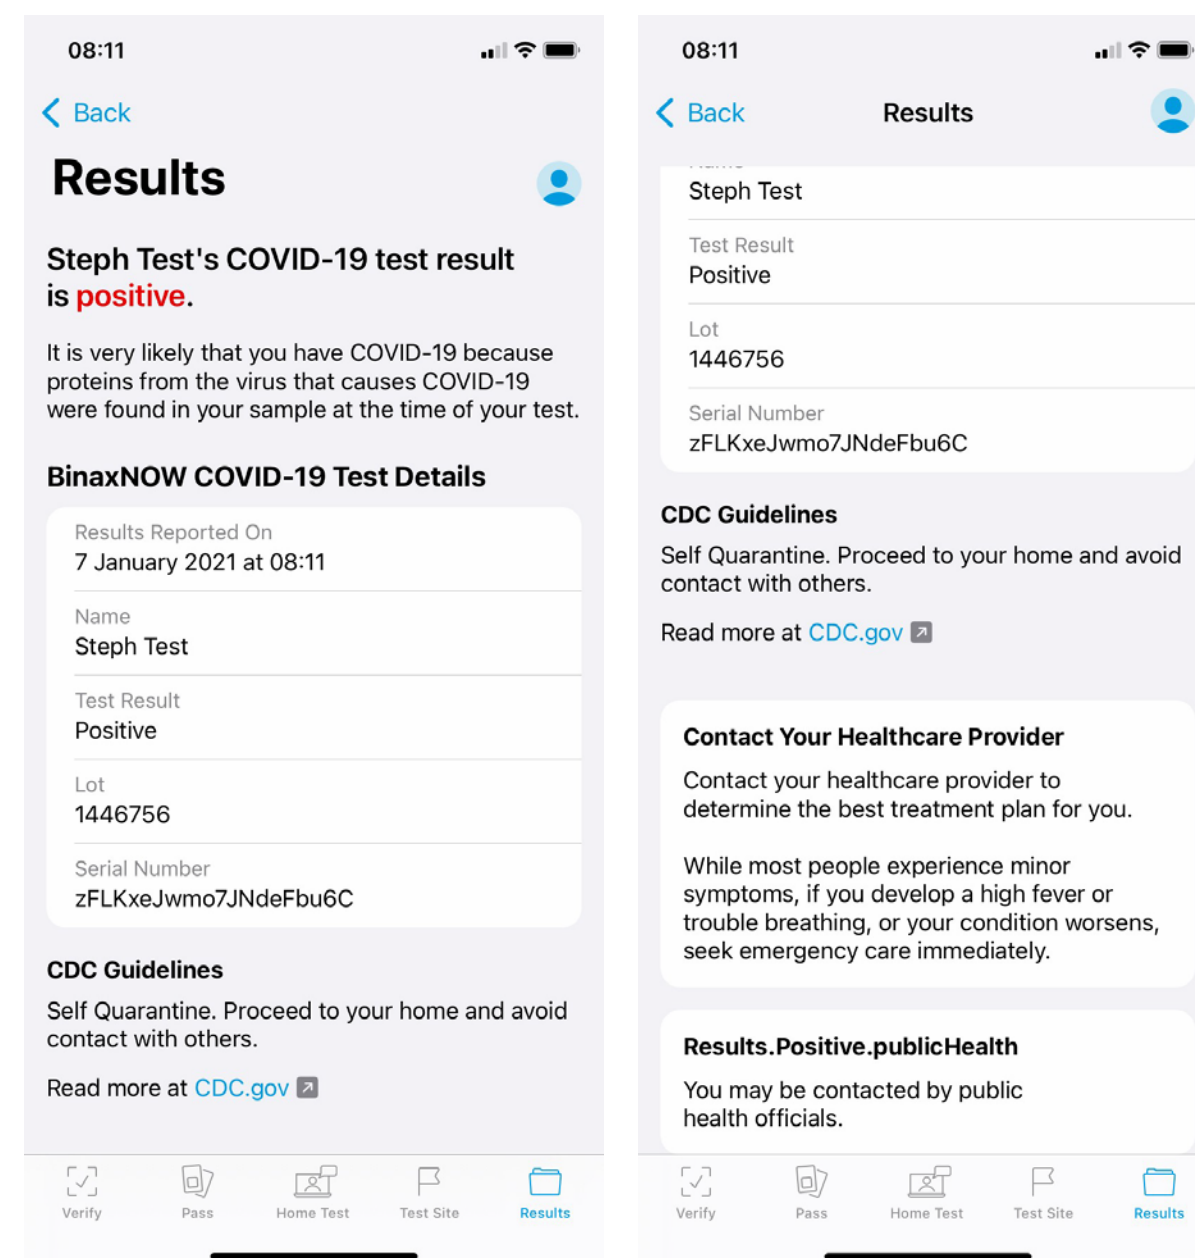 08:11
Back
Results
Steph Test's COVID-19 test result
is positive.
It is very likely that you have COVID-19 because
proteins from the virus that causes COVID-19
were found in your sample at the time of your test.
BinaxNOW COVID-19 Test Details
Results Reported On
7 January 2021 at 08:11
Name
Steph Test
Test Result
Positive
Lot
1446756
Serial Number
zFLKxeJwmo7JNdeFbu6C
CDC Guidelines
Self Quarantine. Proceed to your home and avoid
contact with others.
Read more at CDC.gov
Verify
Pass
Home Test
Test Site
Results
08:11
Back
Results
Name
Steph Test
Test Result
Positive
Lot
1446756
Serial Number
zFLKxeJwmo7JNdeFbu6C
CDC Guidelines
Self Quarantine. Proceed to your home and avoid
contact with others.
Read more at CDC.gov
Contact Your Healthcare Provider
Contact your healthcare provider to
determine the best treatment plan for you.
While most people experience minor
symptoms, if you develop a high fever or
trouble breathing, or your condition worsens,
seek emergency care immediately.
Results.Positive.publicHealth
You may be contacted by public
health officials.
Verify
Pass
Home Test
Test Site
Results